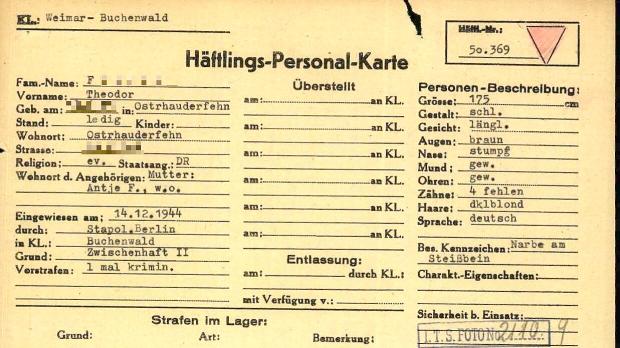 KL.: Weimar-Buchenwald
Häftl.-Nr.:
50.369
Häftlings-Personal-Karte
Fam.-Name: F
Vorname: Theodor
Geb. am: in: Ostrhauderfehn
Stand: ledig Kinder:
Wohnort: Ostrhauderfehn
Strasse:
Religion: ev. Staatsang.: DR
Wohnort d. Angehörigen: Mutter:
Antje F., w.o.
Eingewiesen am: 14.12.1944
durch: Stapol.Berlin
in KL.: Buchenwald
Grund: Zwischenhaft II
Vorstrafen: 1 mal krimin.
Überstellt
am: an KL.
am: an KL.
am: an KL.
am: an KL.
am: an KL.
am: an KL.
Entlassung:
am: durch KL.:
mit Verfügung v.:
Personen-Beschreibung:
Grösse: 175 cm
Gestalt: schl.
Gesicht: längl.
Augen: braun
Nase: stumpf
Mund: gew.
Ohren: gew.
Zähne: 4 fehlen
Haare: dklblond
Sprache: deutsch
Bes. Kennzeichen: Narbe am
Steißbein
Charakt.-Eigenschaften:
Sicherheit b. Einsatz:
I.T.S. FOTO No
Strafen im Lager:
Grund: Art: Bemerkung: